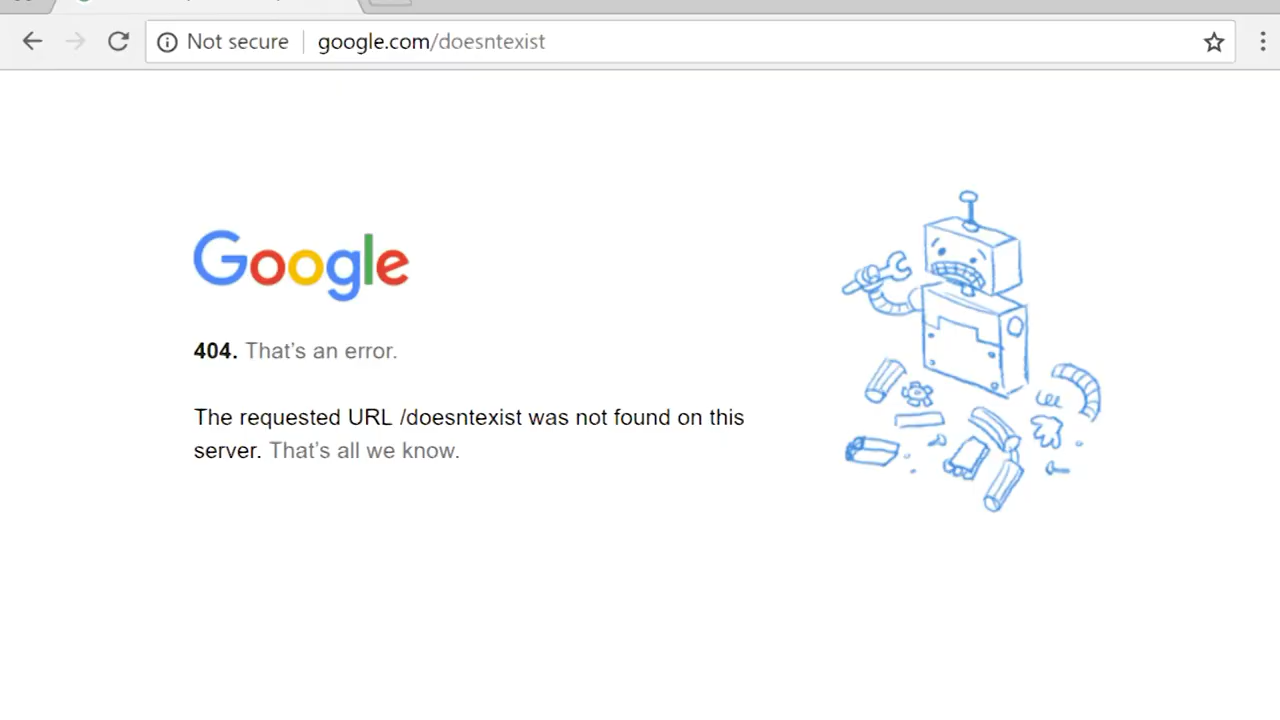 Not secure google.com/doesntexist
Google
404. That’s an error.
The requested URL /doesntexist was not found on this
server. That’s all we know.